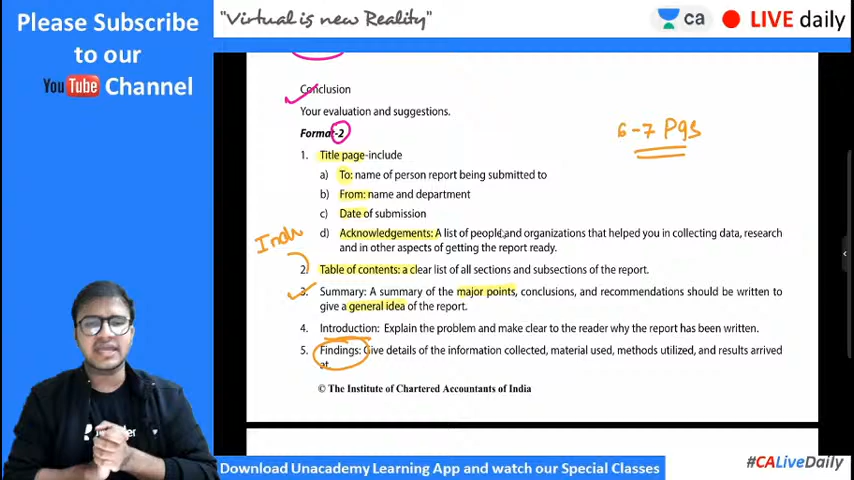 Please Subscribe
to our
YouTube Channel
"Virtual is new Reality"
ca
LIVE daily
Conclusion
Your evaluation and suggestions.
Format-2
6-7 Pgs
1. Title page-include
a) To: name of person report being submitted to
b) From: name and department
c) Date of submission
d) Acknowledgements: A list of people and organizations that helped you in collecting data, research
and in other aspects of getting the report ready.
2. Table of contents: a clear list of all sections and subsections of the report.
3. Summary: A summary of the major points, conclusions, and recommendations should be written to
give a general idea of the report.
4. Introduction: Explain the problem and make clear to the reader why the report has been written.
5. Findings: Give details of the information collected, material used, methods utilized, and results arrived
at.
© The Institute of Chartered Accountants of India
Download Unacademy Learning App and watch our Special Classes
#CALiveDaily